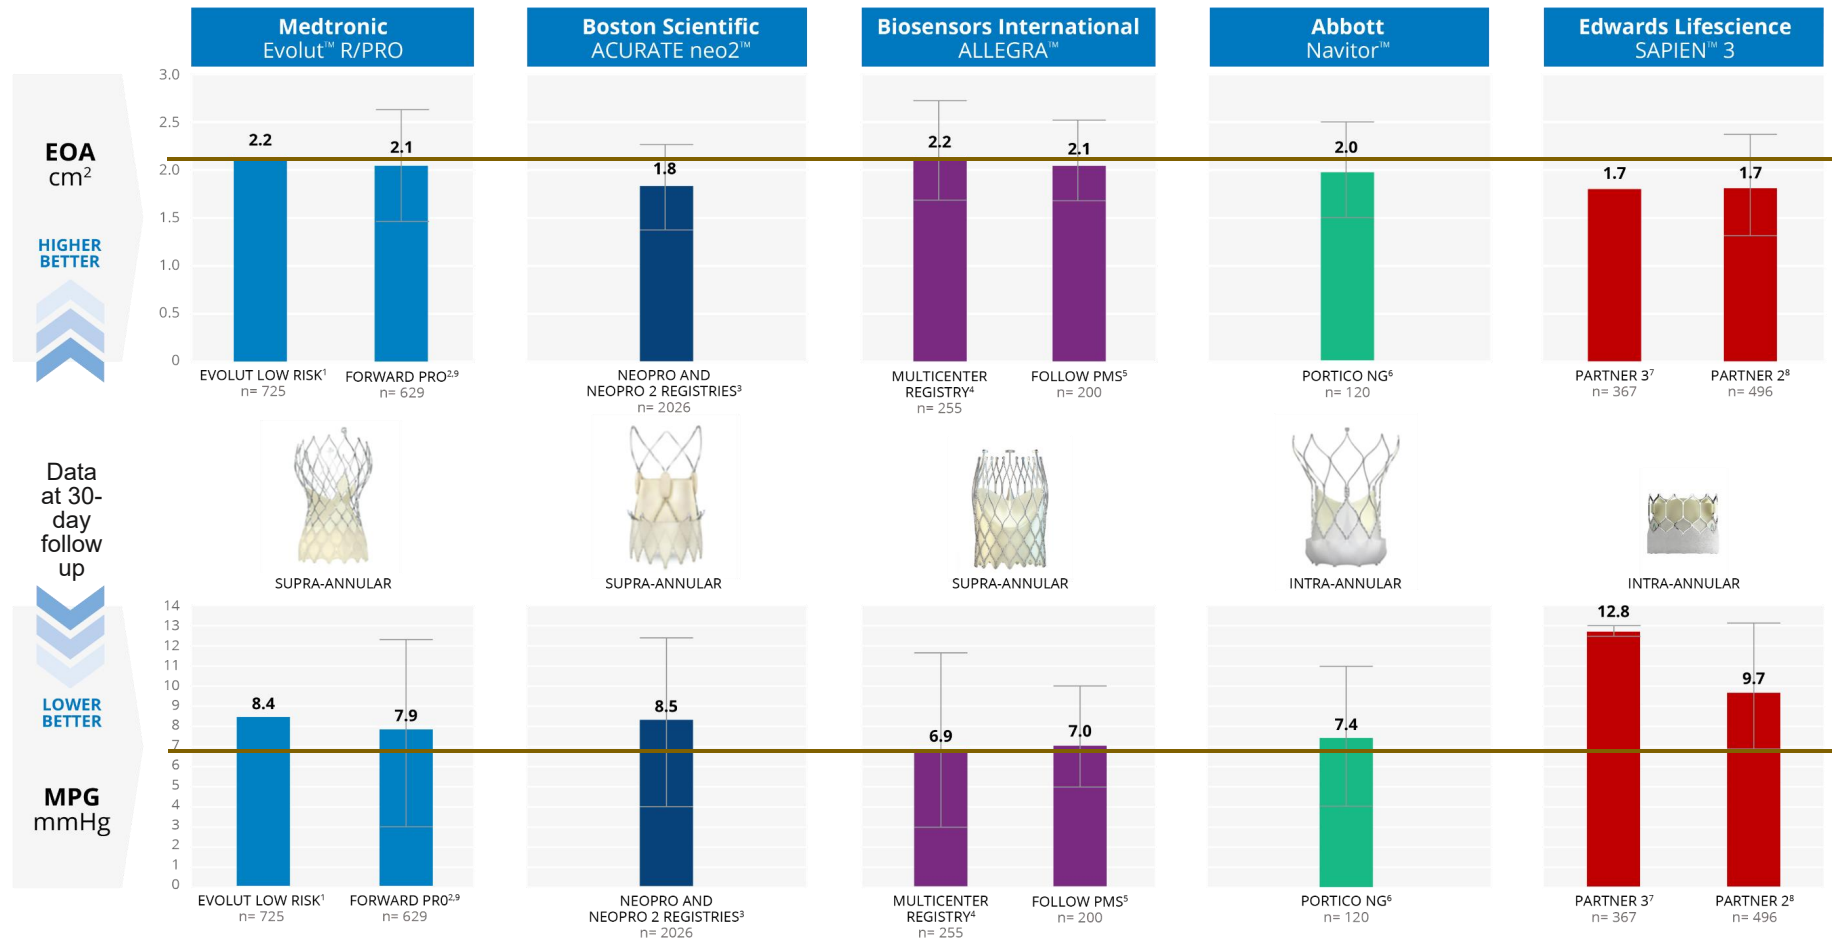 Medtronic
Evolut™ R/PRO
Boston Scientific
ACURATE neo2™
Biosensors International
ALLEGRA™
Abbott
Navitor™
Edwards Lifescience
SAPIEN™ 3
EOA
cm²
HIGHER
BETTER
3.0
2.5
2.0
1.5
1.0
0.5
0
2.2
2.1
1.8
2.2
2.1
2.0
1.7
1.7
EVOLUT LOW RISK¹
n= 725
FORWARD PRO²,⁹
n= 629
NEOPRO AND
NEOPRO 2 REGISTRIES³
n= 2026
MULTICENTER
REGISTRY⁴
n= 255
FOLLOW PMS⁵
n= 200
PORTICO NG⁶
n= 120
PARTNER 3⁷
n= 367
PARTNER 2⁸
n= 496
Data
at 30-
day
follow
up
SUPRA-ANNULAR
SUPRA-ANNULAR
SUPRA-ANNULAR
INTRA-ANNULAR
INTRA-ANNULAR
LOWER
BETTER
MPG
mmHg
14
13
12
11
10
9
8
7
6
5
4
3
2
1
0
8.4
7.9
8.5
6.9
7.0
7.4
12.8
9.7
EVOLUT LOW RISK¹
n= 725
FORWARD PR0²,⁹
n= 629
NEOPRO AND
NEOPRO 2 REGISTRIES³
n= 2026
MULTICENTER
REGISTRY⁴
n= 255
FOLLOW PMS⁵
n= 200
PORTICO NG⁶
n= 120
PARTNER 3⁷
n= 367
PARTNER 2⁸
n= 496